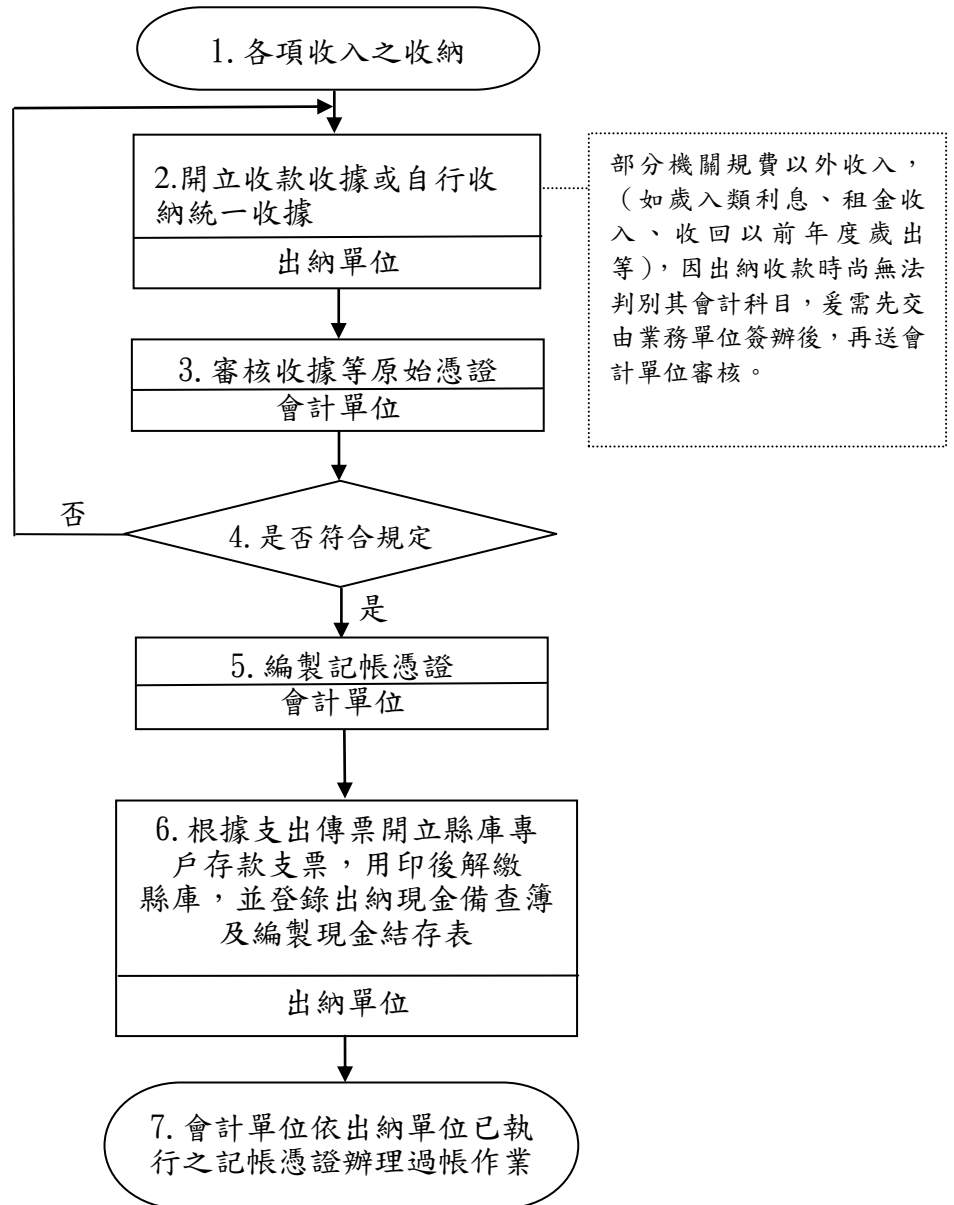 1. 各項收入之收納
2.開立收款收據或自行收
納統一收據
出納單位
部分機關規費以外收入，
（如歲入類利息、租金收
入、收回以前年度歲出
等），因出納收款時尚無法
判別其會計科目，爰需先交
由業務單位簽辦後，再送會
計單位審核。
3. 審核收據等原始憑證
會計單位
4. 是否符合規定
否
是
5. 編製記帳憑證
會計單位
6. 根據支出傳票開立縣庫專
戶存款支票，用印後解繳
縣庫，並登錄出納現金備查簿
及編製現金結存表
出納單位
7. 會計單位依出納單位已執
行之記帳憑證辦理過帳作業